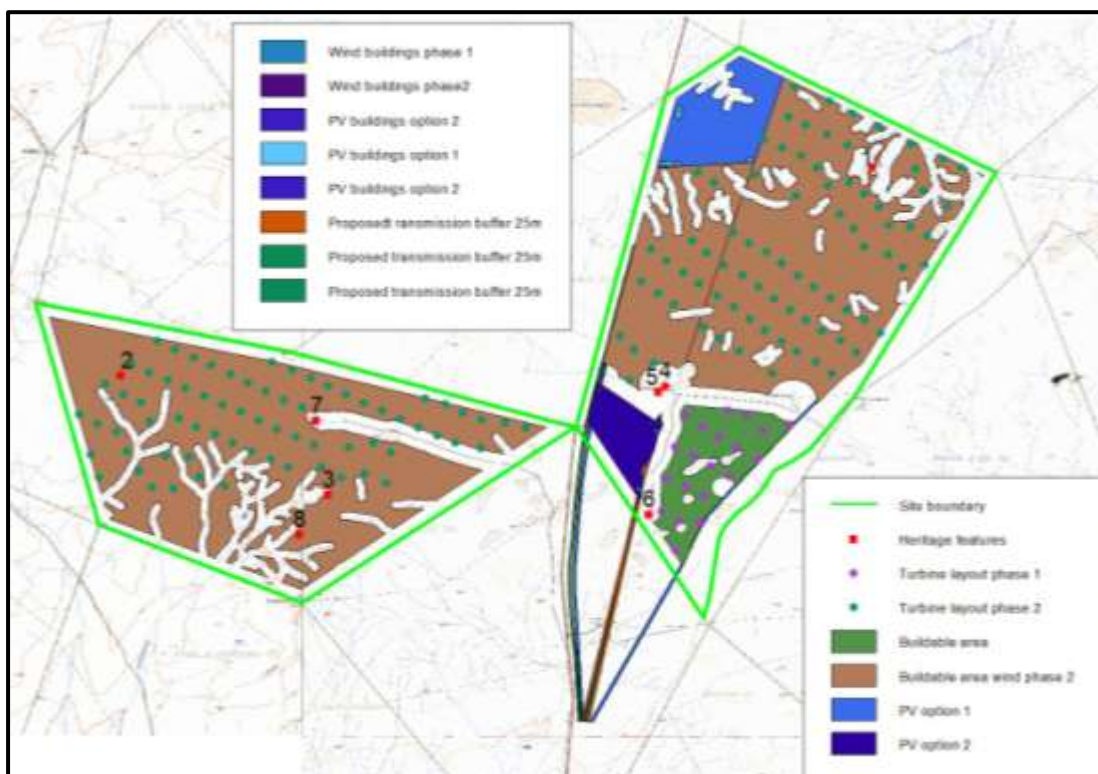 Wind buildings phase 1
Wind buildings phase2
PV buildings option 2
PV buildings option 1
PV buildings option 2
Proposedt ransmission buffer 25m
Proposed transmission buffer 25m
Proposed transmission buffer 25m
2
7
3
8
5 4
6
Site boundary
Heritage features
Turbine layout phase 1
Turbine layout phase 2
Buildable area
Buildable area wind phase 2
PV option 1
PV option 2